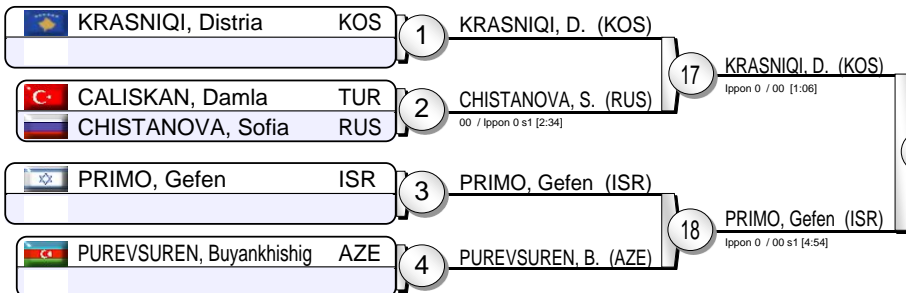 KRASNIQI, Distria KOS
1
KRASNIQI, D. (KOS)
CALISKAN, Damla TUR
CHISTANOVA, Sofia RUS
2
CHISTANOVA, S. (RUS)
00 / Ippon 0 s1 [2:34]
17
KRASNIQI, D. (KOS)
Ippon 0 / 00 [1:06]
PRIMO, Gefen ISR
3
PRIMO, Gefen (ISR)
PUREVSUREN, Buyankhishig AZE
4
PUREVSUREN, B. (AZE)
18
PRIMO, Gefen (ISR)
Ippon 0 / 00 s1 [4:54]